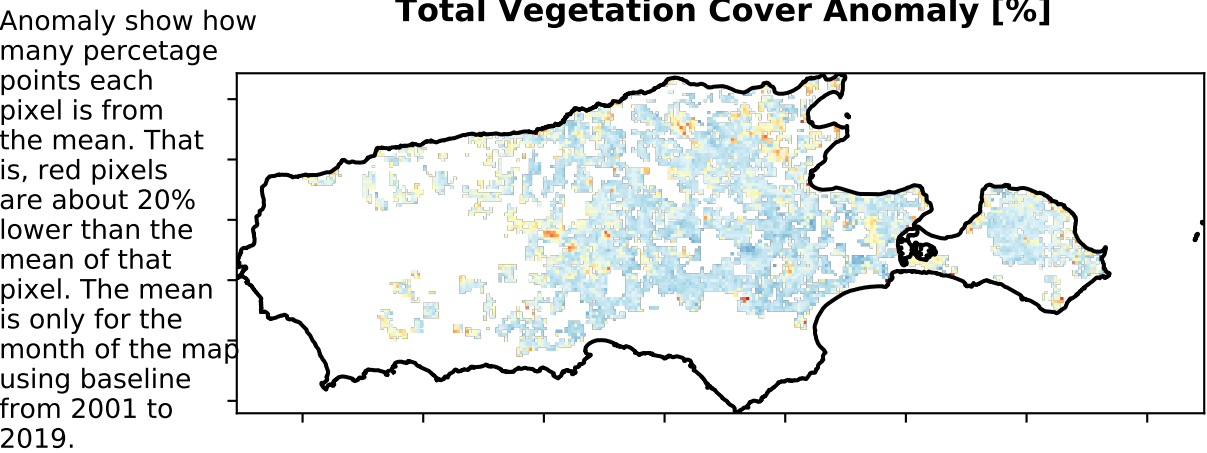 Total Vegetation Cover Anomaly [%]
Anomaly show how
many percetage
points each
pixel is from
the mean. That
is, red pixels
are about 20%
lower than the
mean of that
pixel. The mean
is only for the
month of the map
using baseline
from 2001 to
2019.